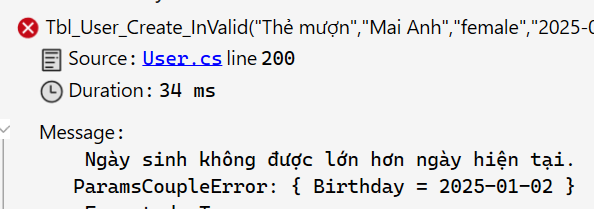 Tbl_User_Create_InValid("Thẻ mượn","Mai Anh","female","2025-0
Source: User.cs line 200
Duration: 34 ms
Message:
Ngày sinh không được lớn hơn ngày hiện tại.
ParamsCoupleError: { Birthday = 2025-01-02 }